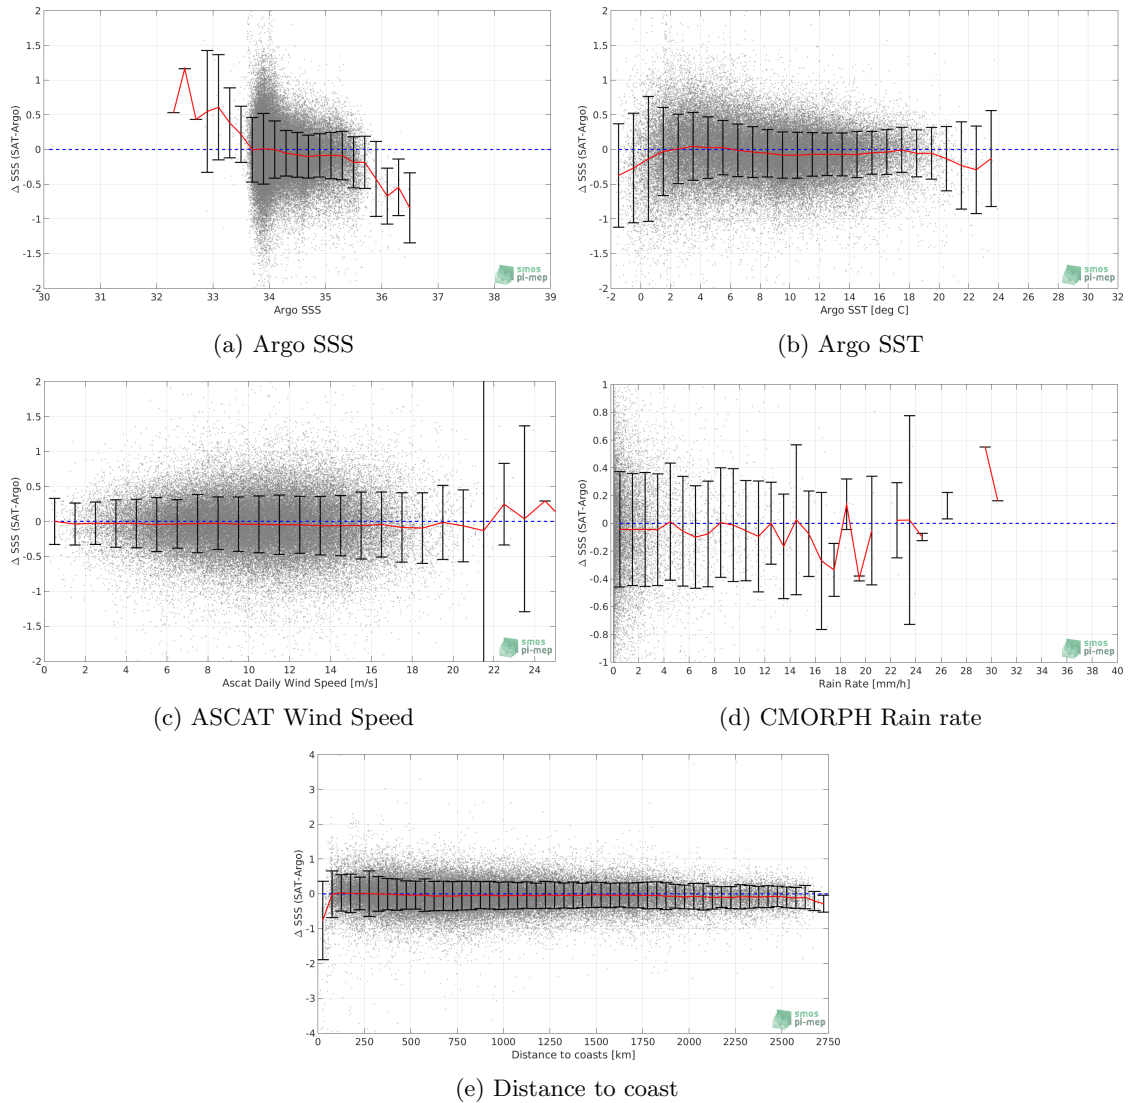 2
1.5
1
0.5
0
-0.5
-1
-1.5
-2
Δ SSS (SAT-Argo)
30 31 32 33 34 35 36 37 38 39
Argo SSS
smos
pi-mep
(a) Argo SSS
2
1.5
1
0.5
0
-0.5
-1
-1.5
-2
Δ SSS (SAT-Argo)
-2 0 2 4 6 8 10 12 14 16 18 20 22 24 26 28 30 32
Argo SST [deg C]
smos
pi-mep
(b) Argo SST
2
1.5
1
0.5
0
-0.5
-1
-1.5
-2
Δ SSS (SAT-Argo)
0 2 4 6 8 10 12 14 16 18 20 22 24
Ascat Daily Wind Speed [m/s]
smos
pi-mep
(c) ASCAT Wind Speed
1
0.8
0.6
0.4
0.2
0
-0.2
-0.4
-0.6
-0.8
-1
Δ SSS (SAT-Argo)
0 2 4 6 8 10 12 14 16 18 20 22 24 26 28 30 32 34 36 38 40
Rain Rate [mm/h]
smos
pi-mep
(d) CMORPH Rain rate
4
3
2
1
0
-1
-2
-3
-4
Δ SSS (SAT-Argo)
0 250 500 750 1000 1250 1500 1750 2000 2250 2500 2750
Distance to coasts [km]
smos
pi-mep
(e) Distance to coast